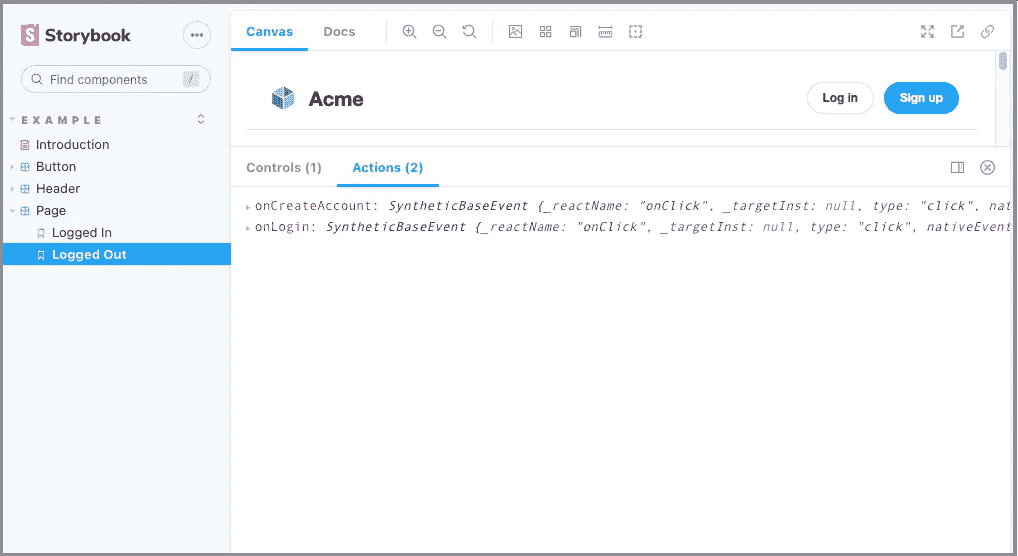 Storybook
Find components /
EXAMPLE
Introduction
Button
Header
Page
Logged In
Logged Out
Canvas Docs
Acme Log in Sign up
Controls (1) Actions (2)
onCreateAccount: SyntheticBaseEvent {_reactName: "onClick", _targetInst: null, type: "click", nat
onLogin: SyntheticBaseEvent {_reactName: "onClick", _targetInst: null, type: "click", nativeEvent